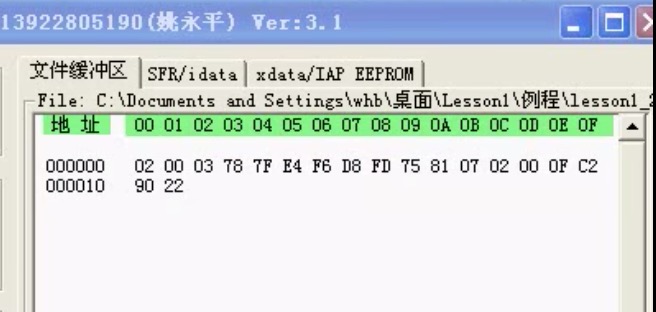 13922805190(姚永平) Ver:3.1
文件缓冲区 SFR/idata xdata/IAP EEPROM
File: C:\Documents and Settings\whb\桌面\Lesson1\例程\lesson1_2
地 址 00 01 02 03 04 05 06 07 08 09 0A 0B 0C 0D 0E 0F
000000 02 00 03 78 7F E4 F6 D8 FD 75 81 07 02 00 0F C2
000010 90 22